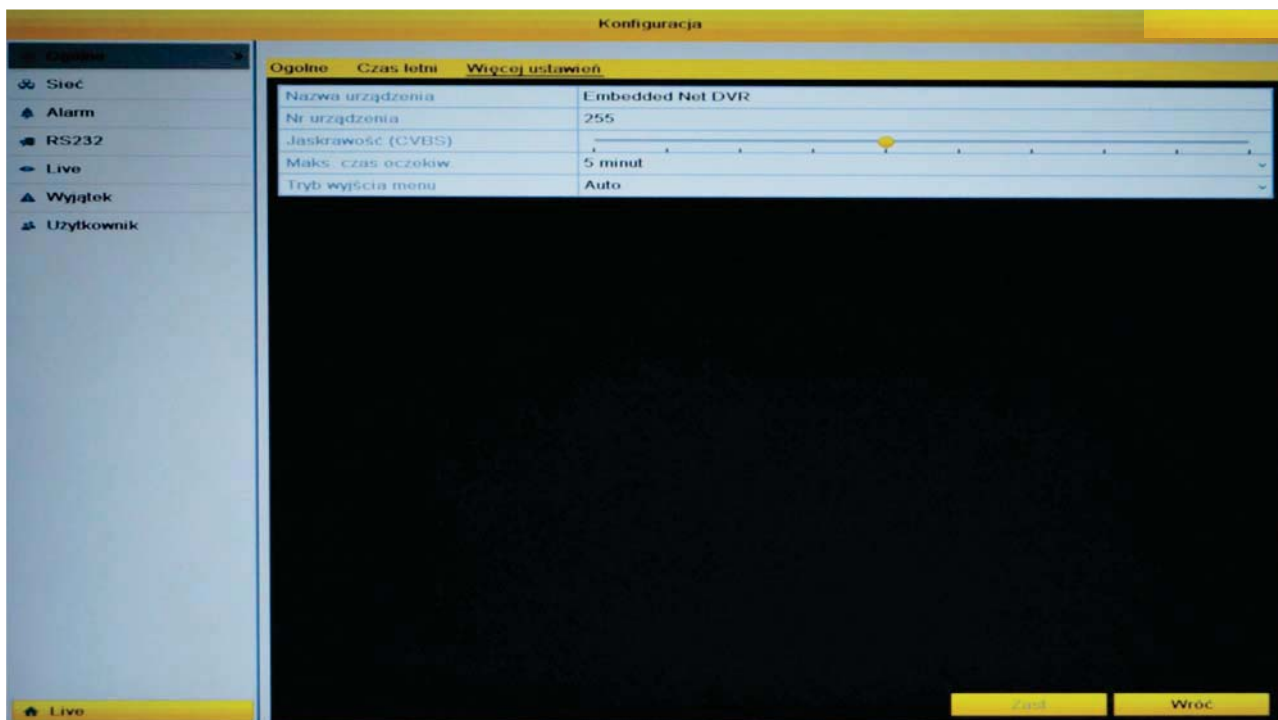 Konfiguracja
Ogolne
Sieć
Alarm
RS232
Live
Wyjątek
Użytkownik
Ogolne Czas letni Więcej ustawień
Nazwa urządzenia Embedded Net DVR
Nr urządzenia 255
Jaskrawość (CVBS)
Maks. czas oczekiw. 5 minut
Tryb wyjścia menu Auto
Live
Zast
Wróć